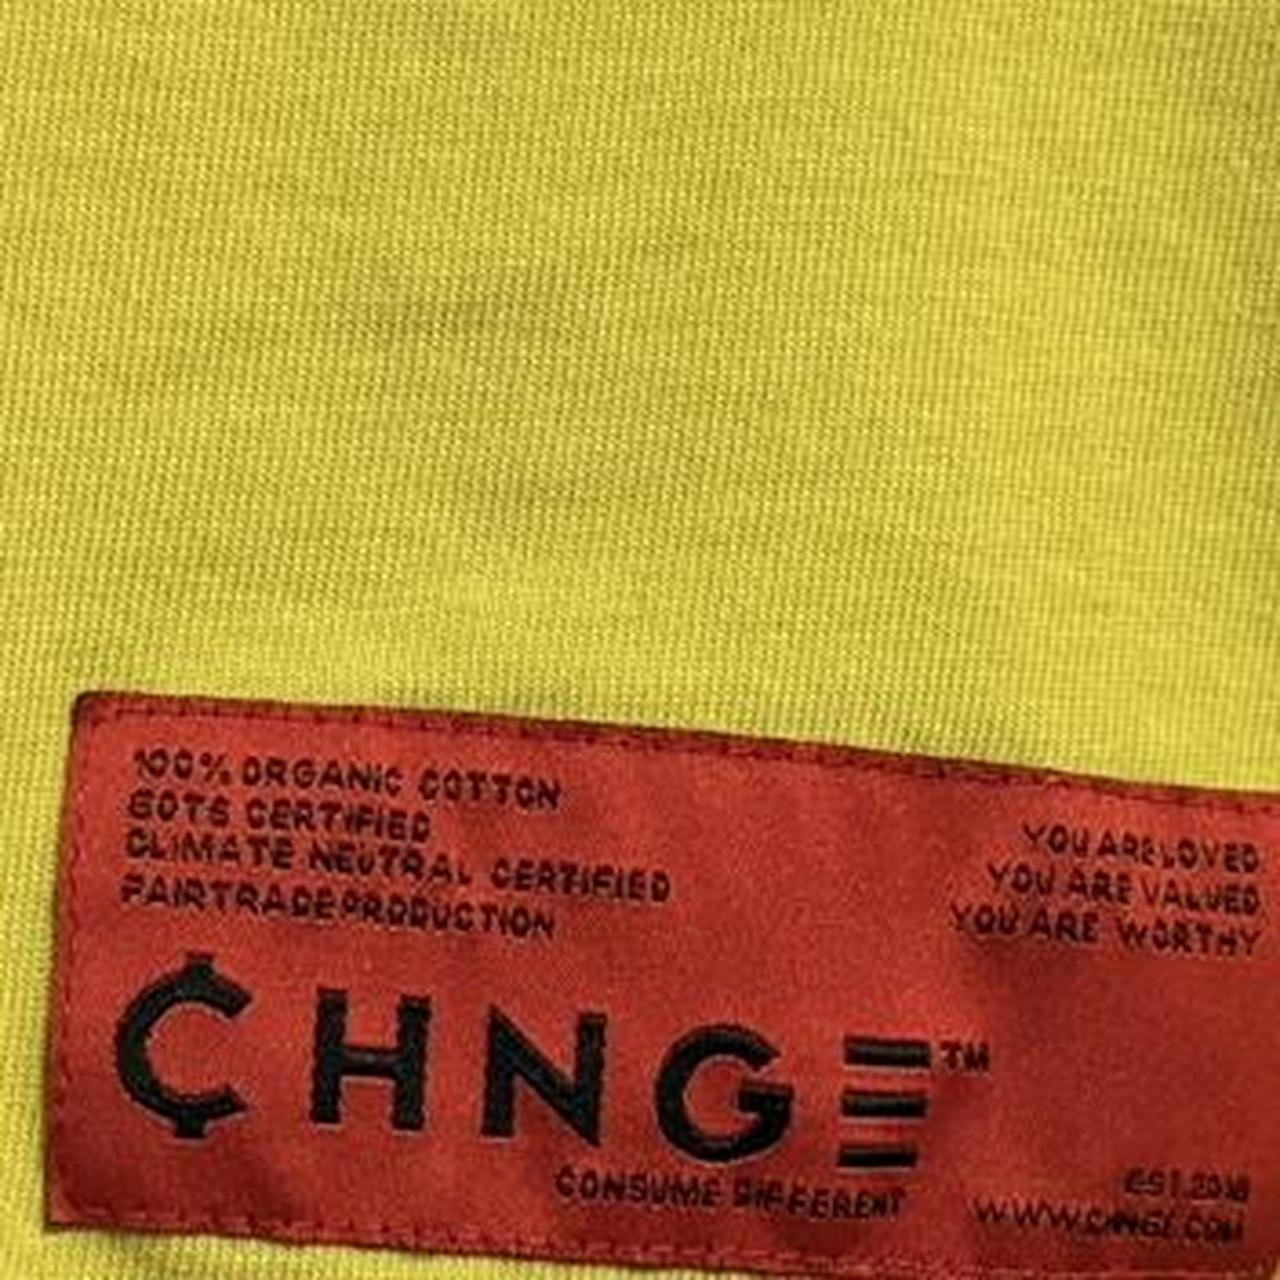 100% ORGANIC COTTON
GOTS CERTIFIED
CLIMATE NEUTRAL CERTIFIED
FAIRTRADE PRODUCTION
YOU ARE LOVED
YOU ARE VALUED
YOU ARE WORTHY
CHNGE™
CONSUME DIFFERENT
EST.2018
WWW.CHNGE.COM